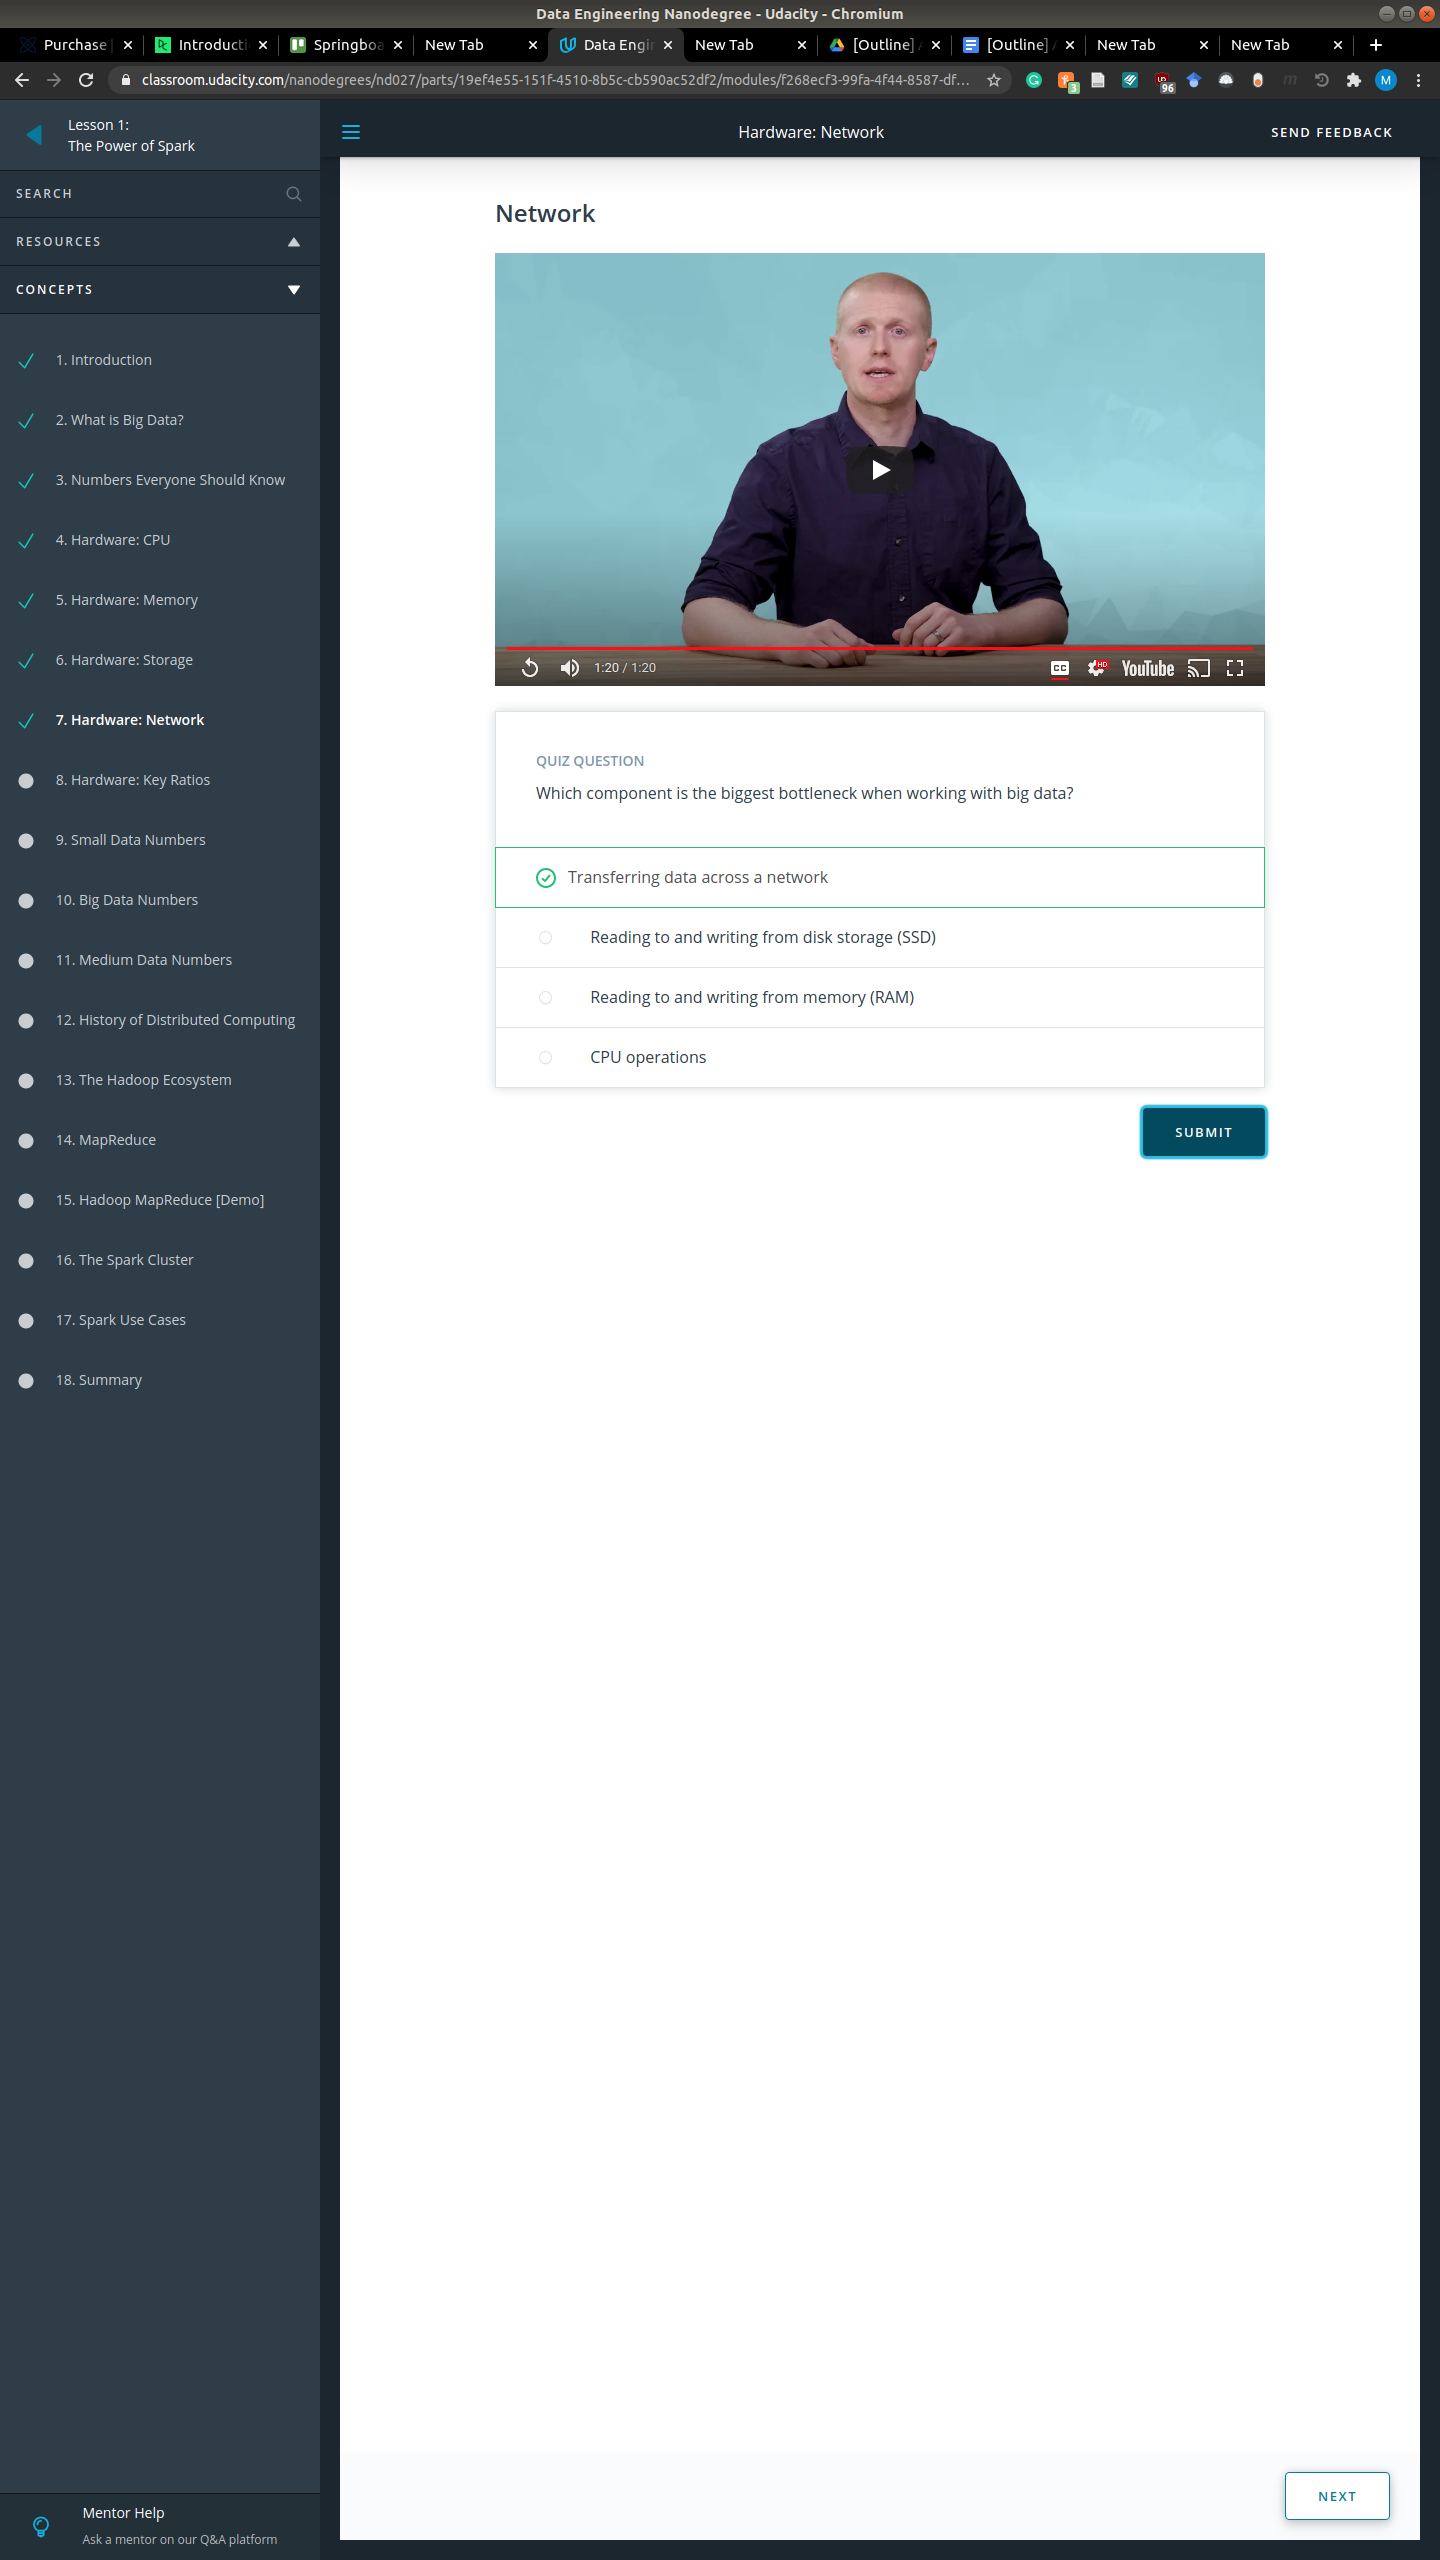 Data Engineering Nanodegree - Udacity - Chromium
Purchase
Introducti
Springboa
New Tab
Data Engir
New Tab
[Outline]
[Outline]
New Tab
New Tab
classroom.udacity.com/nanodegrees/nd027/parts/19ef4e55-151f-4510-8b5c-cb590ac52df2/modules/f268ecf3-99fa-4f44-8587-df...
3
96
M
Lesson 1:
The Power of Spark
Hardware: Network
SEND FEEDBACK
SEARCH
RESOURCES
CONCEPTS
1. Introduction
2. What is Big Data?
3. Numbers Everyone Should Know
4. Hardware: CPU
5. Hardware: Memory
6. Hardware: Storage
7. Hardware: Network
8. Hardware: Key Ratios
9. Small Data Numbers
10. Big Data Numbers
11. Medium Data Numbers
12. History of Distributed Computing
13. The Hadoop Ecosystem
14. MapReduce
15. Hadoop MapReduce [Demo]
16. The Spark Cluster
17. Spark Use Cases
18. Summary
Mentor Help
Ask a mentor on our Q&A platform
Network
1:20 / 1:20
CC
HD
YouTube
QUIZ QUESTION
Which component is the biggest bottleneck when working with big data?
Transferring data across a network
Reading to and writing from disk storage (SSD)
Reading to and writing from memory (RAM)
CPU operations
SUBMIT
NEXT